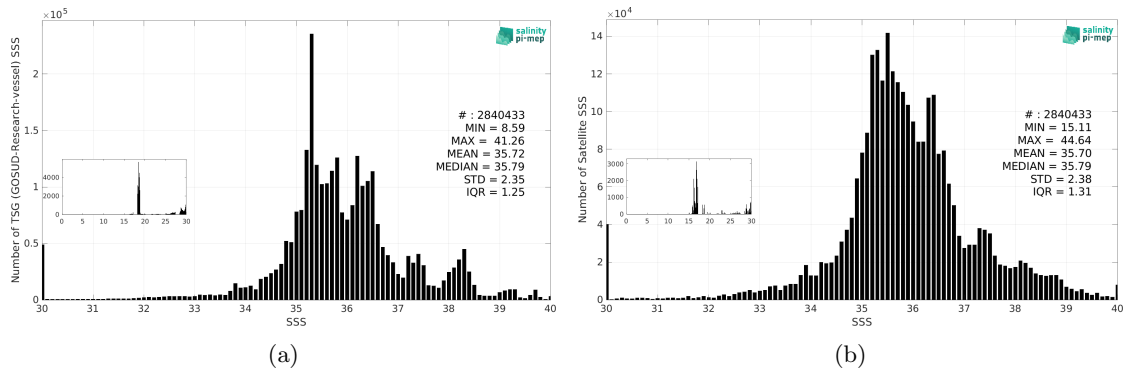 ×10⁵
salinity
pi-mep
Number of TSG (GOSUD-Research-vessel) SSS
2
1.5
1
0.5
0
# : 2840433
MIN = 8.59
MAX = 41.26
MEAN = 35.72
MEDIAN = 35.79
STD = 2.35
IQR = 1.25
4000
2000
0
0 5 10 15 20 25 30
30 31 32 33 34 35 36 37 38 39 40
SSS
(a)
×10⁴
salinity
pi-mep
Number of Satellite SSS
14
12
10
8
6
4
2
0
# : 2840433
MIN = 15.11
MAX = 44.64
MEAN = 35.70
MEDIAN = 35.79
STD = 2.38
IQR = 1.31
3000
2000
1000
0
0 5 10 15 20 25 30
30 31 32 33 34 35 36 37 38 39 40
SSS
(b)